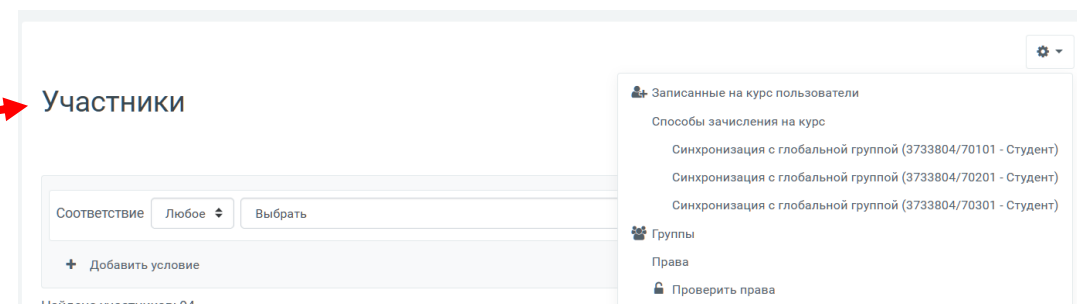 Участники
Записанные на курс пользователи
Способы зачисления на курс
Синхронизация с глобальной группой (3733804/70101 - Студент)
Синхронизация с глобальной группой (3733804/70201 - Студент)
Синхронизация с глобальной группой (3733804/70301 - Студент)
Группы
Права
Проверить права
Соответствие Любое Выбрать
Добавить условие